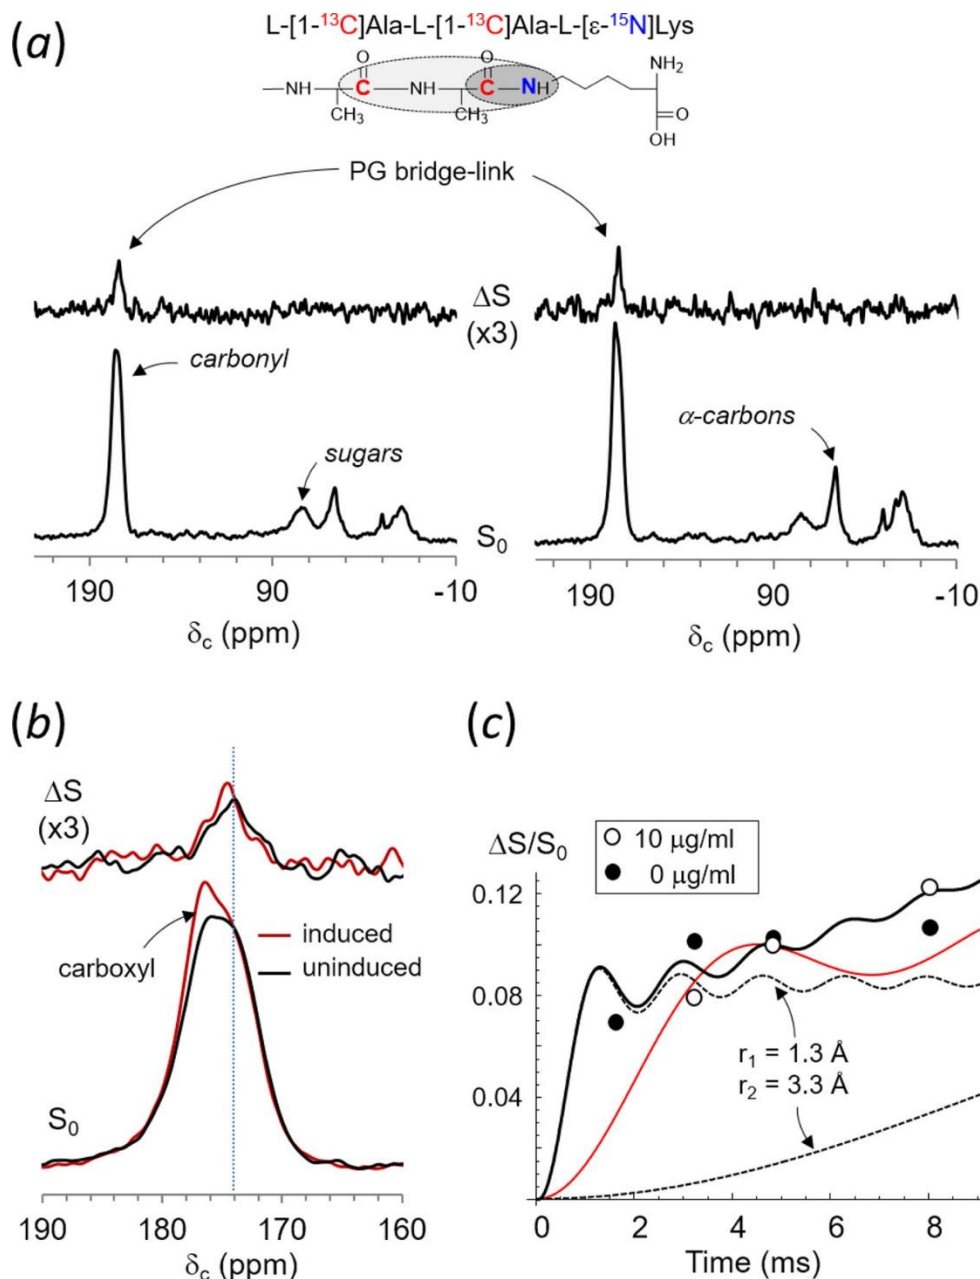 (a)
L-[1-¹³C]Ala-L-[1-¹³C]Ala-L-[ε-¹⁵N]Lys
O O NH₂
NH C NH C NH O
CH₃ CH₃ OH
PG bridge-link
ΔS
(x3)
carbonyl
sugars
α-carbons
S₀
190 90 -10 190 90 -10
δc (ppm) δc (ppm)
(b)
ΔS
(x3)
carboxyl
induced
uninduced
S₀
190 180 170 160
δc (ppm)
(c)
ΔS/S₀
10 μg/ml
0 μg/ml
0.12
0.08
0.04
r₁ = 1.3 Å
r₂ = 3.3 Å
0 2 4 6 8
Time (ms)